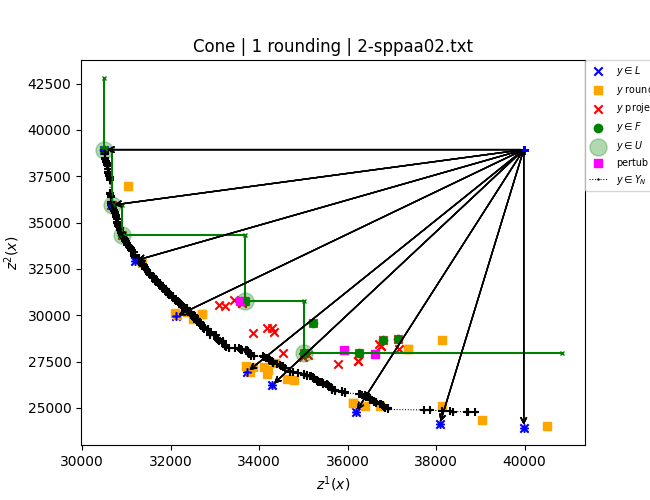 Cone | 1 rounding | 2-sppaa02.txt
42500
40000
37500
35000
32500
30000
27500
25000
z²(x)
30000 32000 34000 36000 38000 40000
z¹(x)
y ∈ L
y roun
y proje
y ∈ F
y ∈ U
pertub
y ∈ Y_N